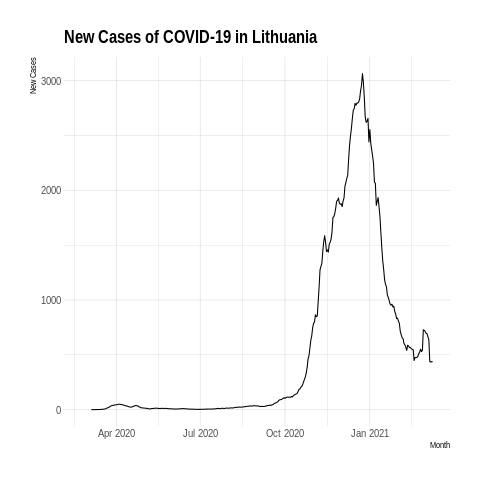 New Cases of COVID-19 in Lithuania
New Cases
3000
2000
1000
0
Apr 2020
Jul 2020
Oct 2020
Jan 2021
Month